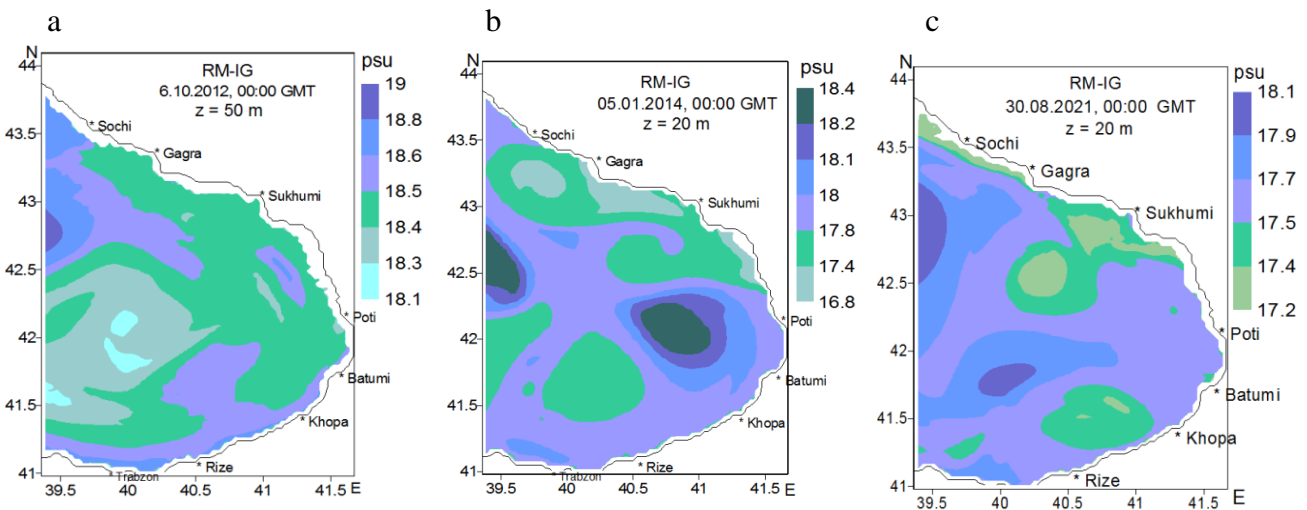 a
N
44
43.5
43
42.5
42
41.5
41
39.5 40 40.5 41 41.5 E
RM-IG
6.10.2012, 00:00 GMT
z = 50 m
* Sochi
* Gagra
* Sukhumi
* Poti
* Batumi
* Khopa
* Rize
* Trabzon
psu
19
18.8
18.6
18.5
18.4
18.3
18.1
b
N
44
43.5
43
42.5
42
41.5
41
39.5 40 40.5 41 41.5 E
RM-IG
05.01.2014, 00:00 GMT
z = 20 m
* Sochi
* Gagra
* Sukhumi
* Poti
* Batumi
* Khopa
* Rize
* Trabzon
psu
18.4
18.2
18.1
18
17.8
17.4
16.8
c
N
44
43.5
43
42.5
42
41.5
41
39.5 40 40.5 41 41.5 E
RM-IG
30.08.2021, 00:00 GMT
z = 20 m
* Sochi
* Gagra
* Sukhumi
* Poti
* Batumi
* Khopa
* Rize
psu
18.1
17.9
17.7
17.5
17.4
17.2